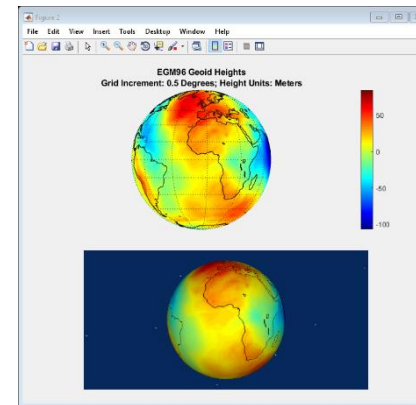 Figure 2
File Edit View Insert Tools Desktop Window Help
EGM96 Geoid Heights
Grid Increment: 0.5 Degrees; Height Units: Meters
50
0
-50
-100